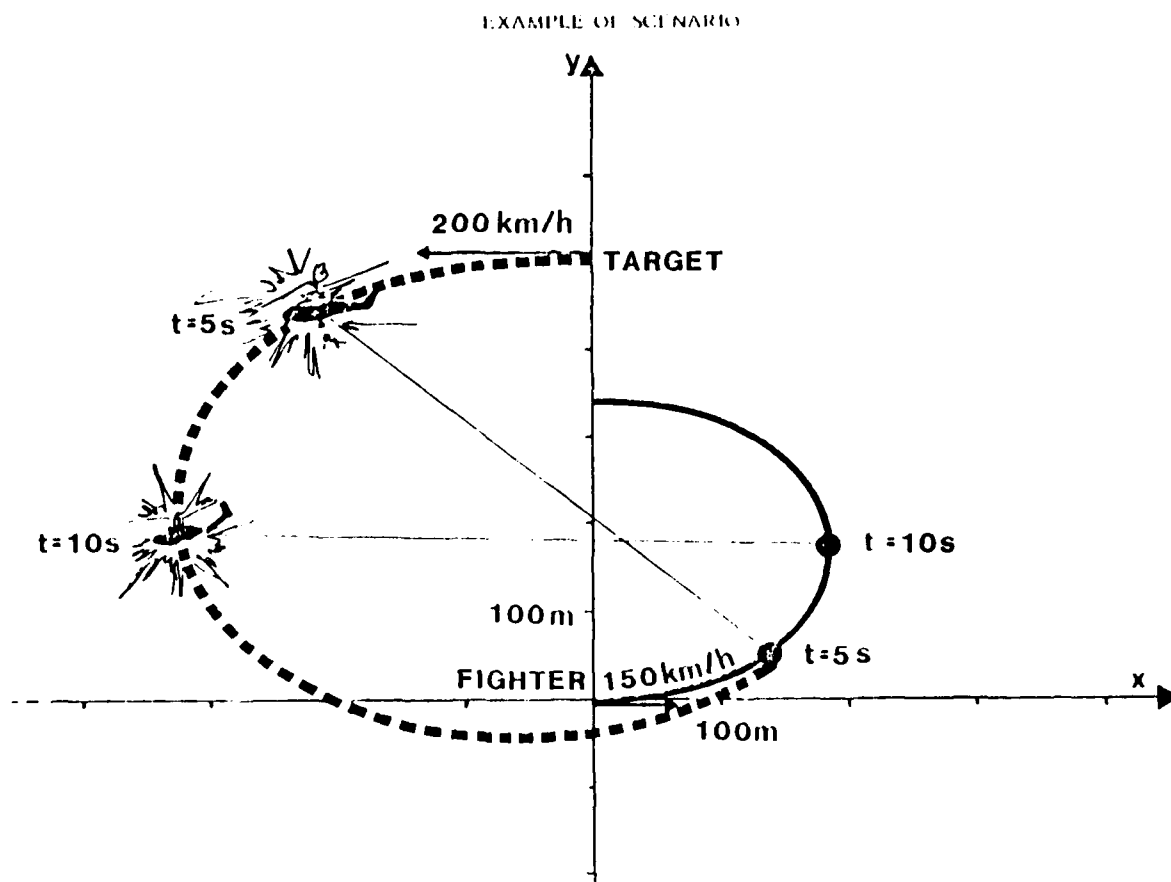 EXAMPLE OF SCENARIO
y
200 km/h
TARGET
t=5s
t=10s
t=10s
100m
t=5s
FIGHTER 150km/h
x
100m